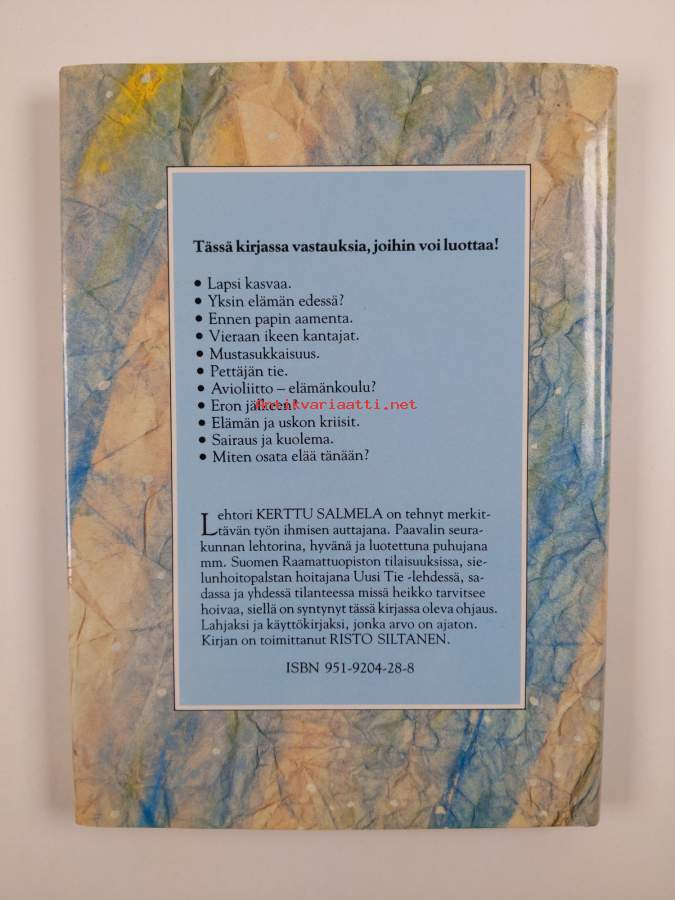 Tässä kirjassa vastauksia, joihin voi luottaa!
• Lapsi kasvaa.
• Yksin elämän edessä?
• Ennen papin aamenta.
• Vieraan ikeen kantajat.
• Mustasukkaisuus.
• Pettäjän tie.
• Avioliitto – elämänkoulu?
• Eron jälkeen?
antikvariaatti.net
• Elämän ja uskon kriisit.
• Sairaus ja kuolema.
• Miten osata elää tänään?
Lehtori KERTTU SALMELA on tehnyt merkit-
tävän työn ihmisen auttajana. Paavalin seura-
kunnan lehtorina, hyvänä ja luotettuna puhujana
mm. Suomen Raamattuopiston tilaisuuksissa, sie-
lunhoitopalstan hoitajana Uusi Tie -lehdessä, sa-
dassa ja yhdessä tilanteessa missä heikko tarvitsee
hoivaa, siellä on syntynyt tässä kirjassa oleva ohjaus.
Lahjaksi ja käyttökirjaksi, jonka arvo on ajaton.
Kirjan on toimittanut RISTO SILTANEN.
ISBN 951-9204-28-8